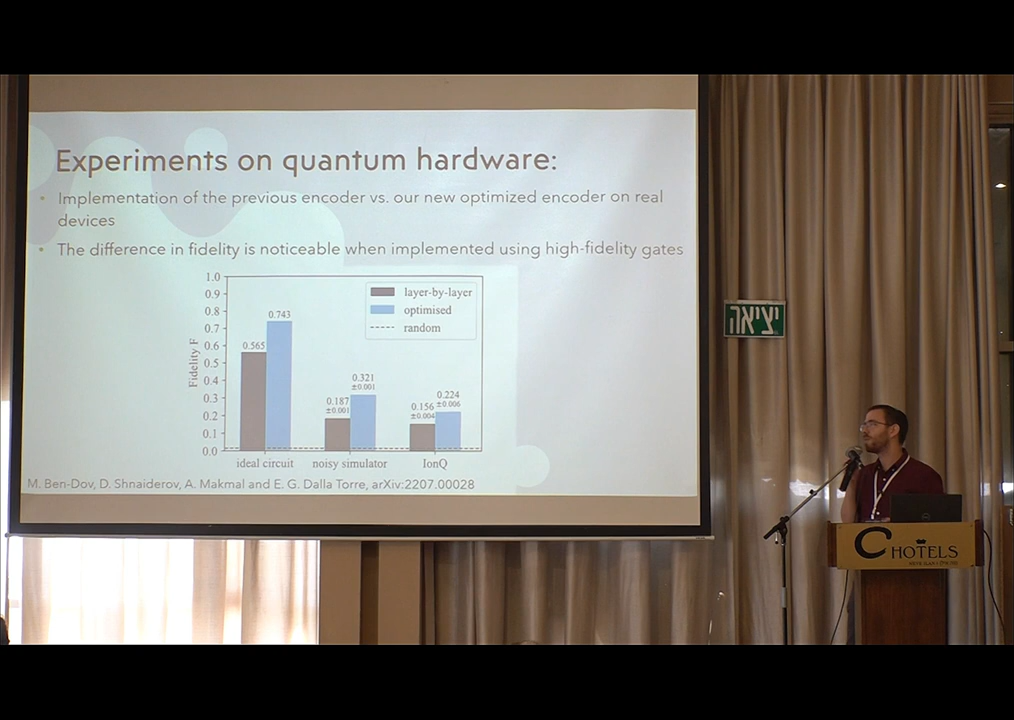 Experiments on quantum hardware:
• Implementation of the previous encoder vs. our new optimized encoder on real
devices
• The difference in fidelity is noticeable when implemented using high-fidelity gates
Fidelity F
1.0
0.9
0.8
0.7
0.6
0.5
0.4
0.3
0.2
0.1
0.0
layer-by-layer
optimised
random
0.565
0.743
0.187
±0.001
0.321
±0.001
0.156
±0.004
0.224
±0.006
ideal circuit
noisy simulator
IonQ
M. Ben-Dov, D. Shnaiderov, A. Makmal and E. G. Dalla Torre, arXiv:2207.00028
יציאה
C HOTELS